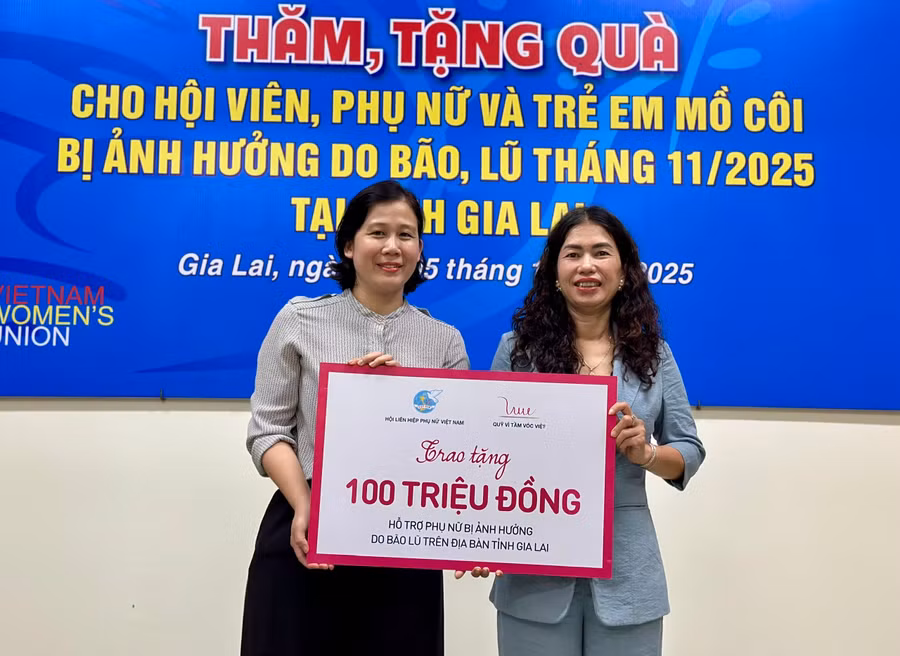 THĂM, TẶNG QUÀ
CHO HỘI VIÊN, PHỤ NỮ VÀ TRẺ EM MỒ CÔI
BỊ ẢNH HƯỞNG DO BÃO, LŨ THÁNG 11/2025
GIA LAI
Gia Lai, 5 tháng 2025
VIETNAM
WOMEN'S
UNION
HỘI LIÊN HIỆP PHỤ NỮ VIỆT NAM
True
QUỸ VÌ TẦM VÓC VIỆT
Trao tặng
100 TRIỆU ĐỒNG
HỖ TRỢ PHỤ NỮ BỊ ẢNH HƯỞNG
DO BÃO LŨ TRÊN ĐỊA BÀN TỈNH GIA LAI